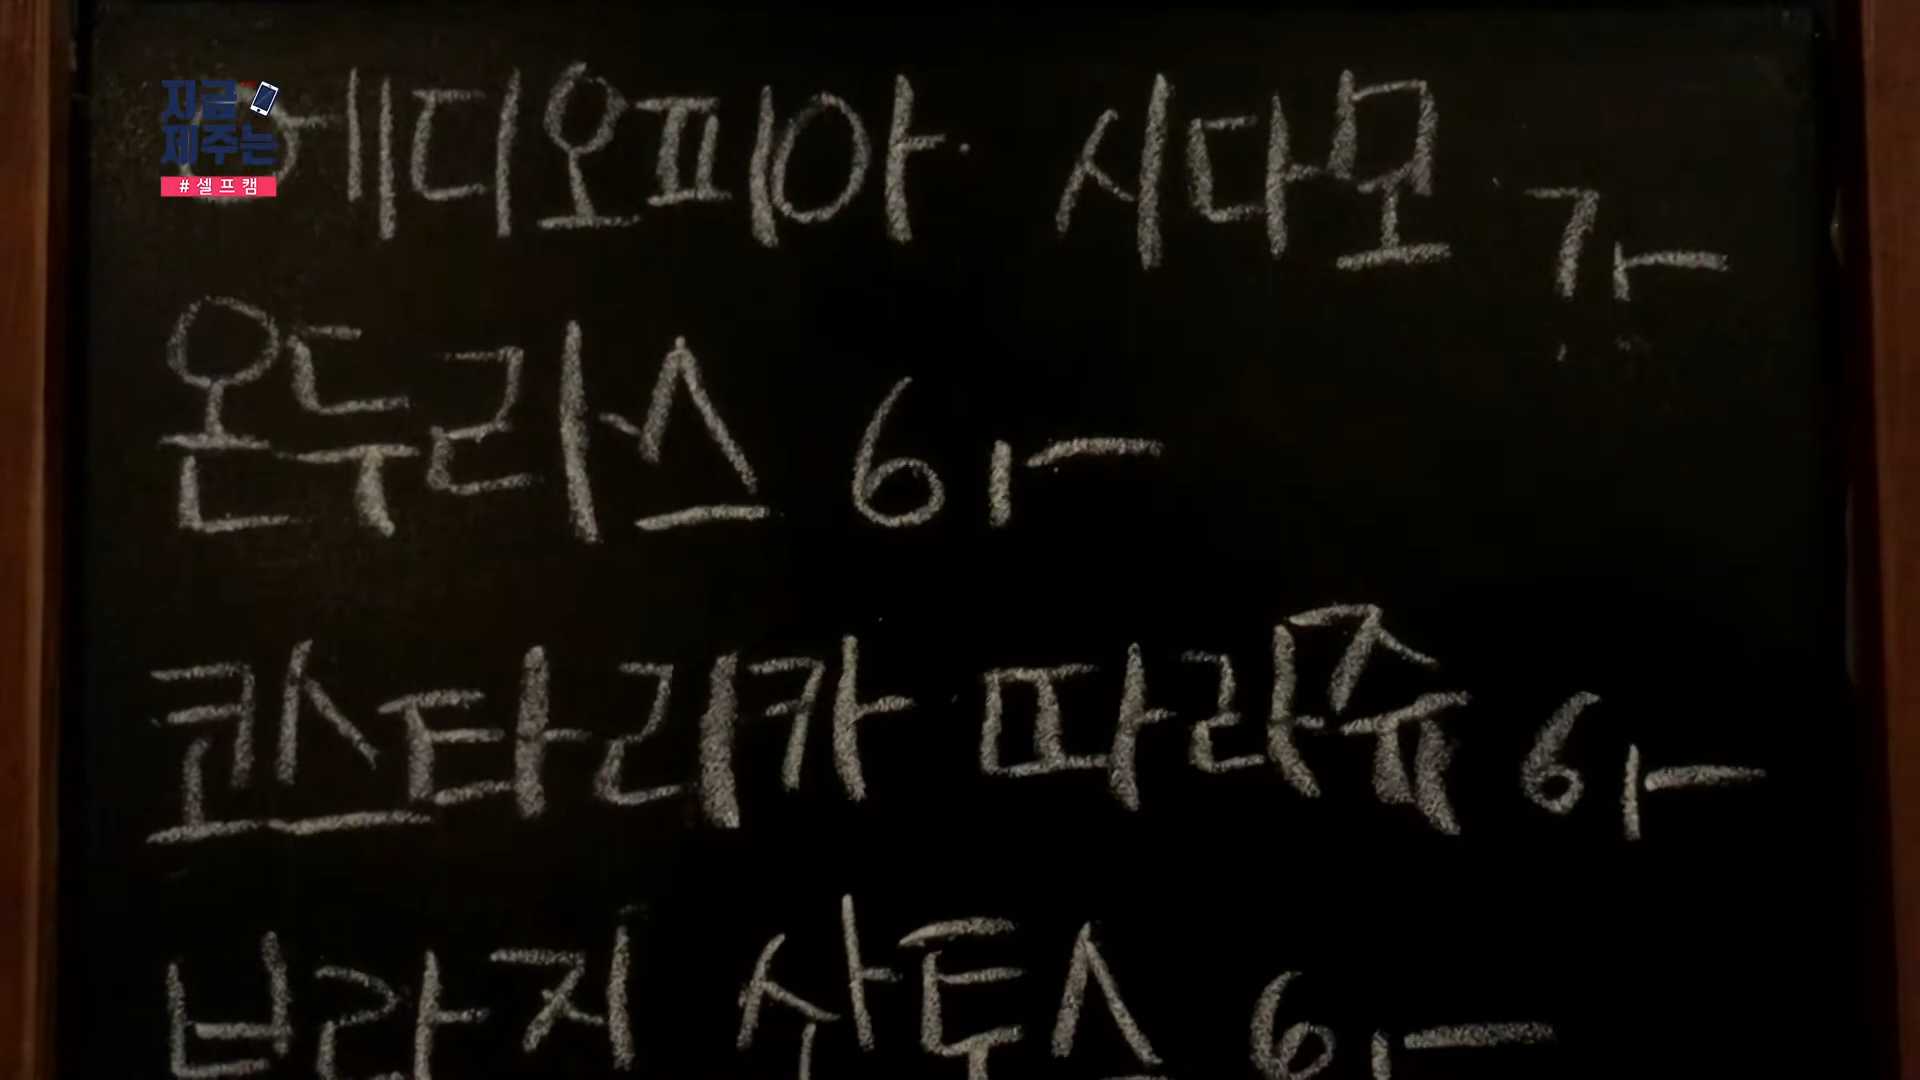 지금
제주는
#셀프캠
에디오피아 시다모 7,-
온두라스 6,-
코스타리카 따라쥬 6,-
브라질 산토스 6,-